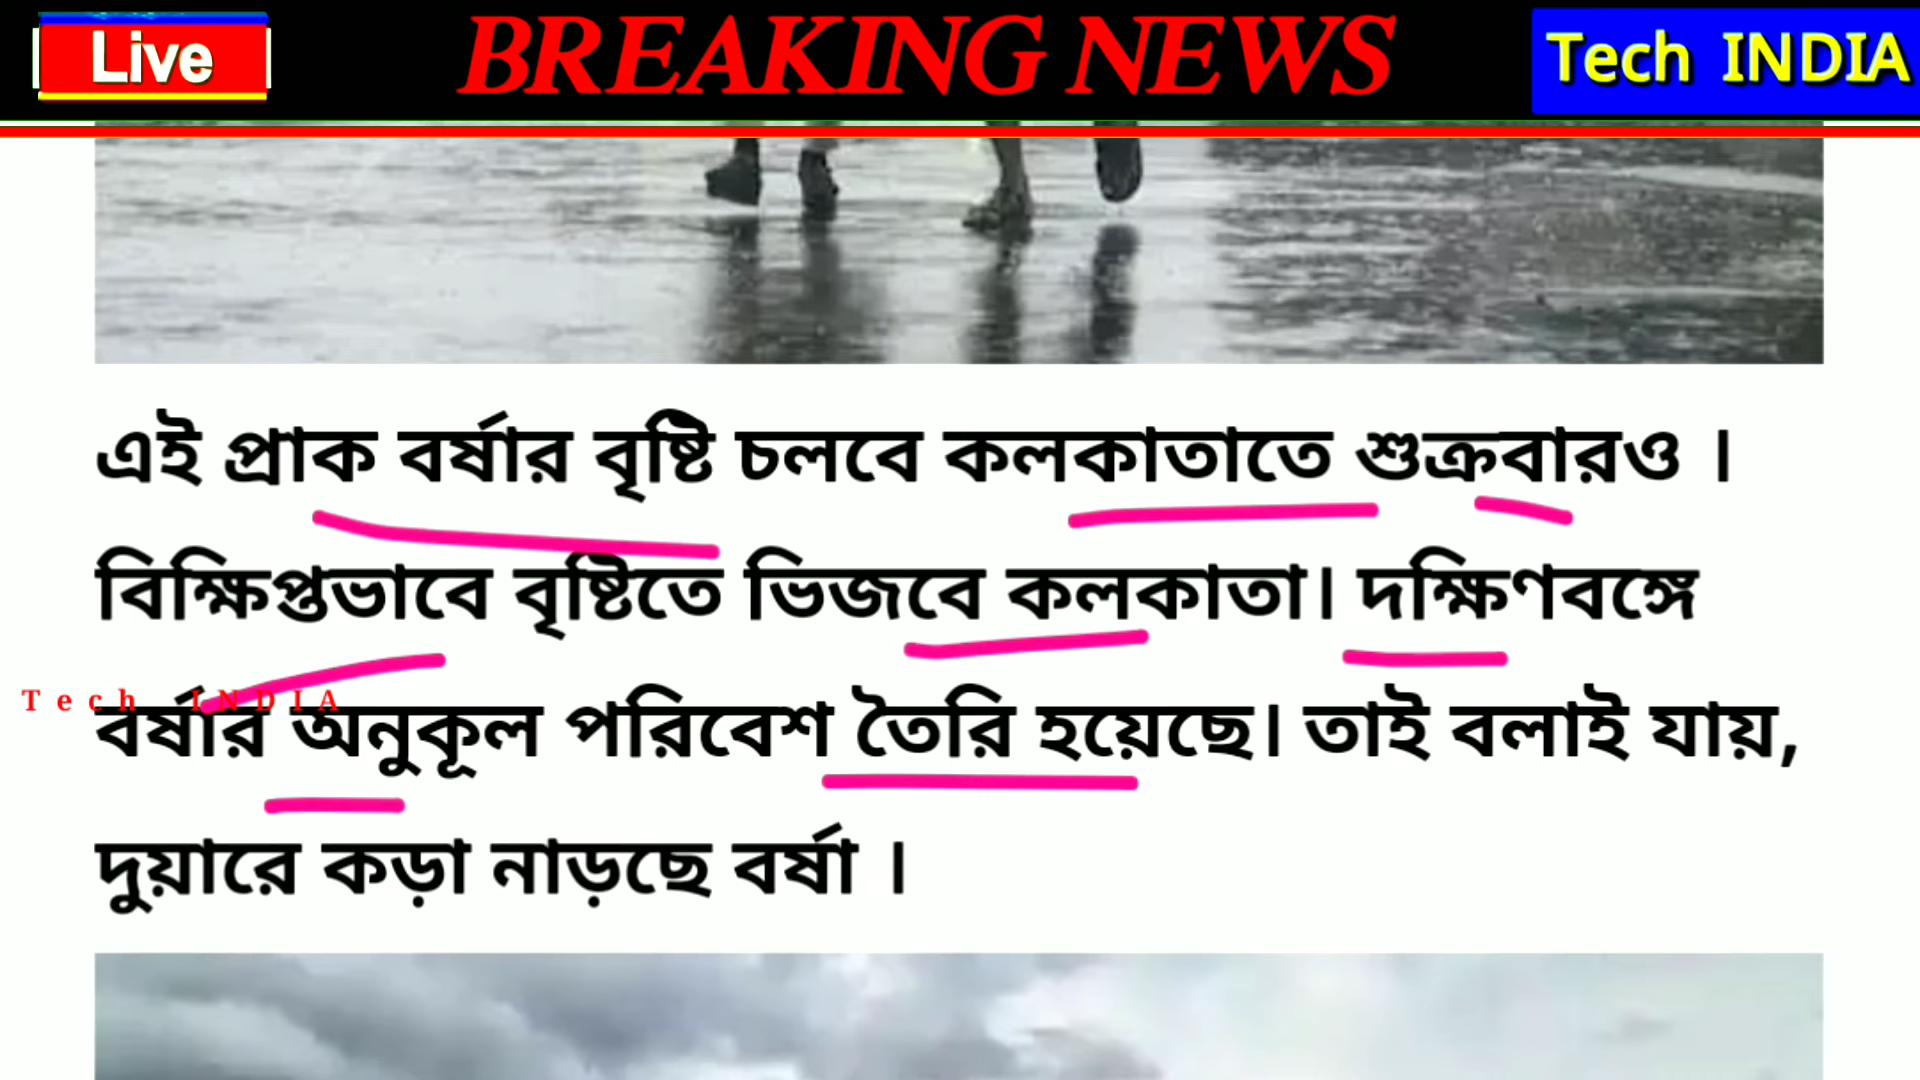 Live
BREAKING NEWS
Tech INDIA
এই প্রাক বর্ষার বৃষ্টি চলবে কলকাতাতে শুক্রবারও ।
বিক্ষিপ্তভাবে বৃষ্টিতে ভিজবে কলকাতা। দক্ষিণবঙ্গে
Tech INDIA
বর্ষার অনুকূল পরিবেশ তৈরি হয়েছে। তাই বলাই যায়,
দুয়ারে কড়া নাড়ছে বর্ষা ।